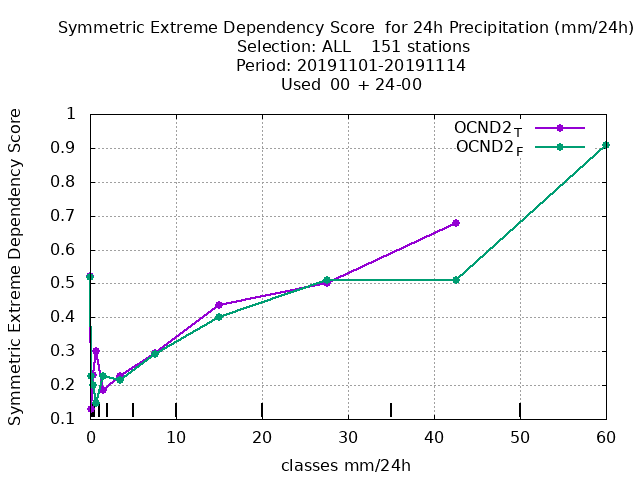 Symmetric Extreme Dependency Score  for 24h Precipitation (mm/24h)
Selection: ALL    151 stations
Period: 20191101-20191114
Used  00 + 24-00
OCND2_T
OCND2_F
Symmetric Extreme Dependency Score
1
0.9
0.8
0.7
0.6
0.5
0.4
0.3
0.2
0.1
0 10 20 30 40 50 60
classes mm/24h